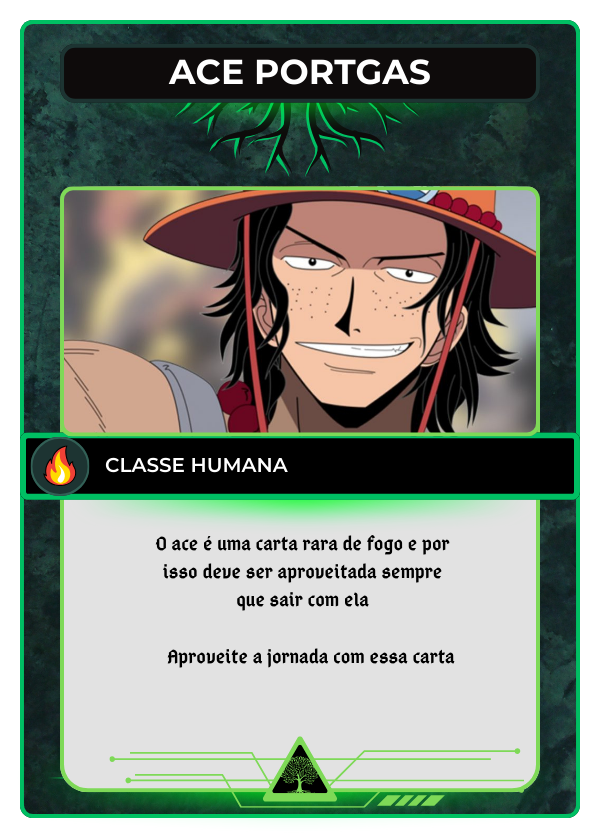 ACE PORTGAS
CLASSE HUMANA
O ace é uma carta rara de fogo e por
isso deve ser aproveitada sempre
que sair com ela
Aproveite a jornada com essa carta